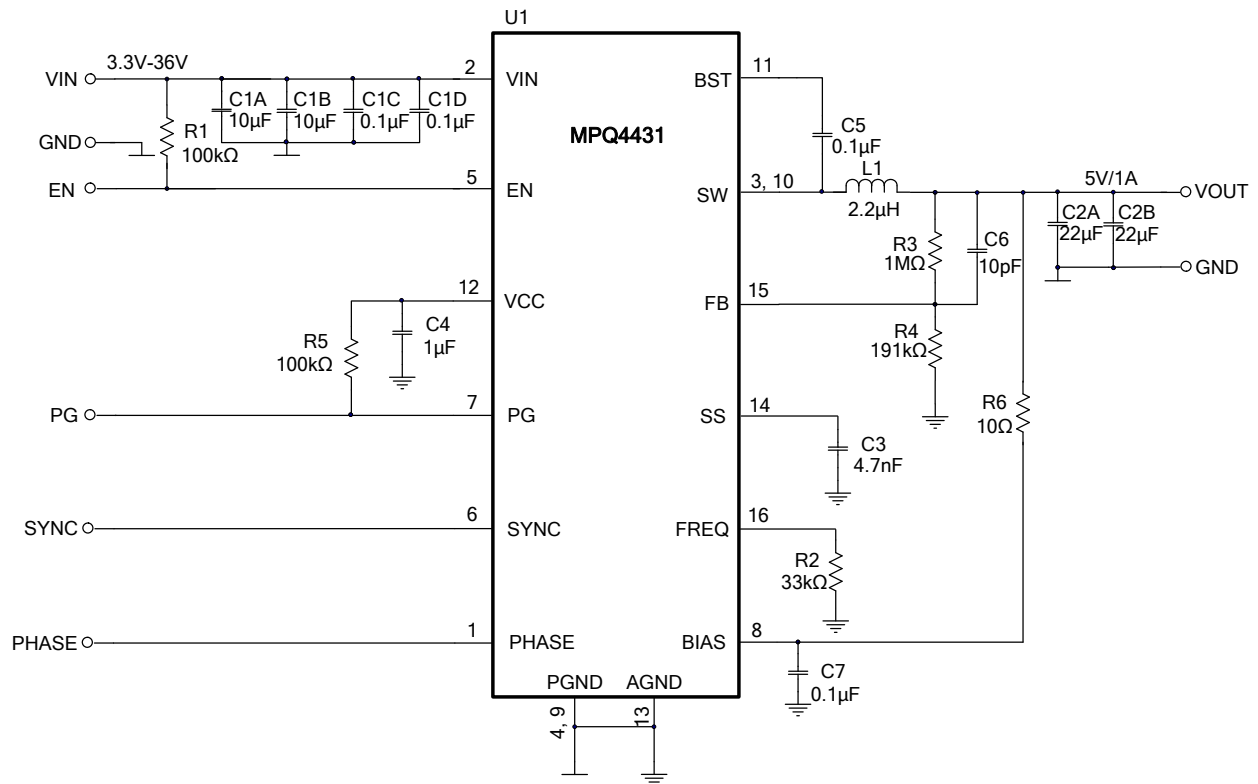 U1
3.3V-36V
VIN
2
VIN
BST
11
C1A
10µF
C1B
10µF
C1C
0.1µF
C1D
0.1µF
R1
100kΩ
GND
MPQ4431
C5
0.1µF
L1
2.2µH
EN
5
EN
SW
3, 10
5V/1A
VOUT
C2A
22µF
C2B
22µF
R3
1MΩ
C6
10pF
GND
12
VCC
FB
15
C4
1µF
R5
100kΩ
R4
191kΩ
PG
7
PG
SS
14
R6
10Ω
C3
4.7nF
SYNC
6
SYNC
FREQ
16
R2
33kΩ
PHASE
1
PHASE
BIAS
8
C7
0.1µF
PGND
AGND
4, 9
13